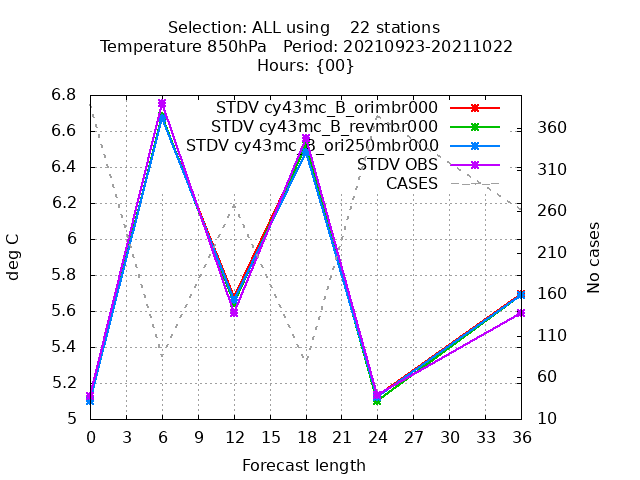 Selection: ALL using    22 stations
Temperature 850hPa   Period: 20210923-20211022
Hours: {00}
STDV cy43mc_B_orimbr000
STDV cy43mc_B_revmbr000
STDV cy43mc_B_ori250mbr000
STDV OBS
CASES
6.8
6.6
6.4
6.2
6
5.8
5.6
5.4
5.2
5
deg C
360
310
260
210
160
110
60
10
No cases
0 3 6 9 12 15 18 21 24 27 30 33 36
Forecast length